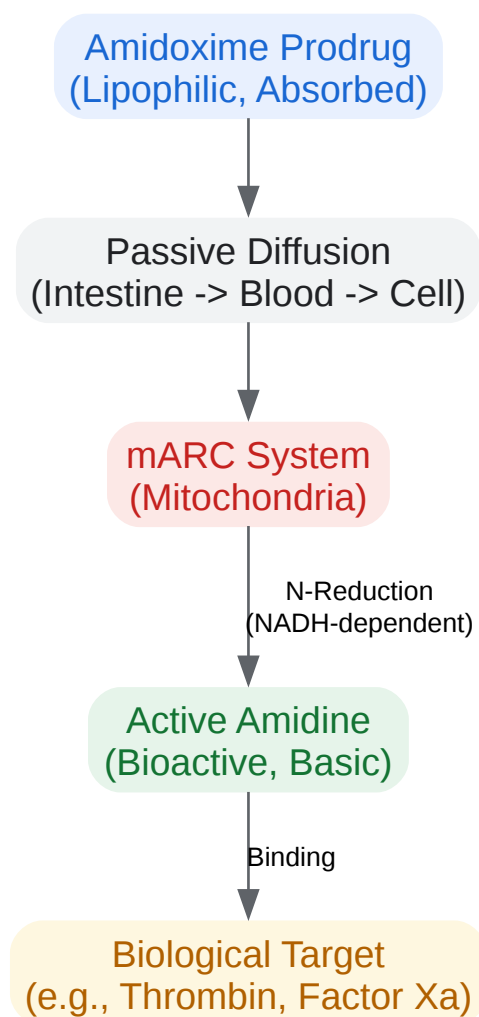 Amidoxime Prodrug
(Lipophilic, Absorbed)
Passive Diffusion
(Intestine -> Blood -> Cell)
mARC System
(Mitochondria)
N-Reduction
(NADH-dependent)
Active Amidine
(Bioactive, Basic)
Binding
Biological Target
(e.g., Thrombin, Factor Xa)